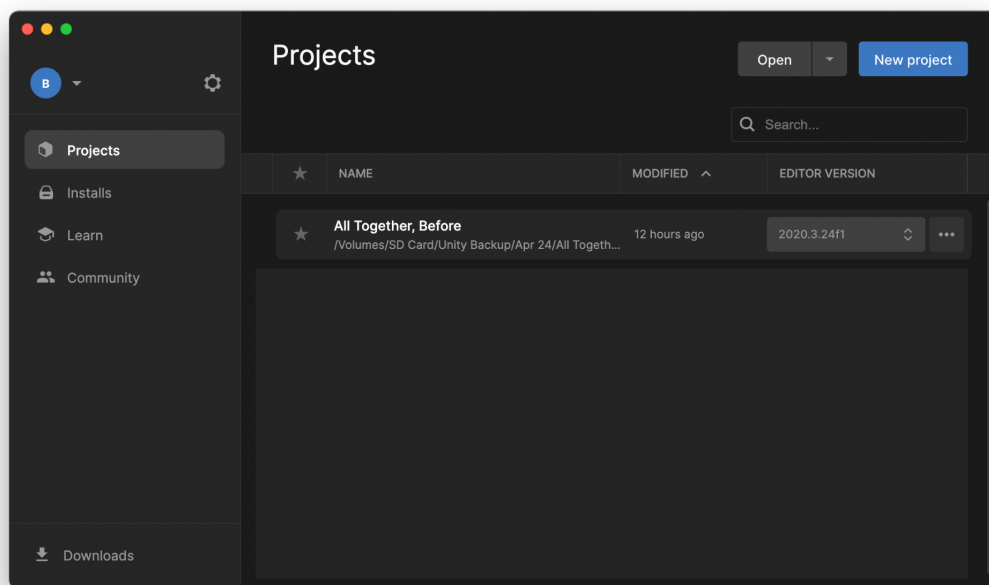 Projects
Open
New project
B
Search...
Projects
Installs
Learn
Community
NAME
MODIFIED
EDITOR VERSION
All Together, Before
/Volumes/SD Card/Unity Backup/Apr 24/All Togeth...
12 hours ago
2020.3.24f1
Downloads